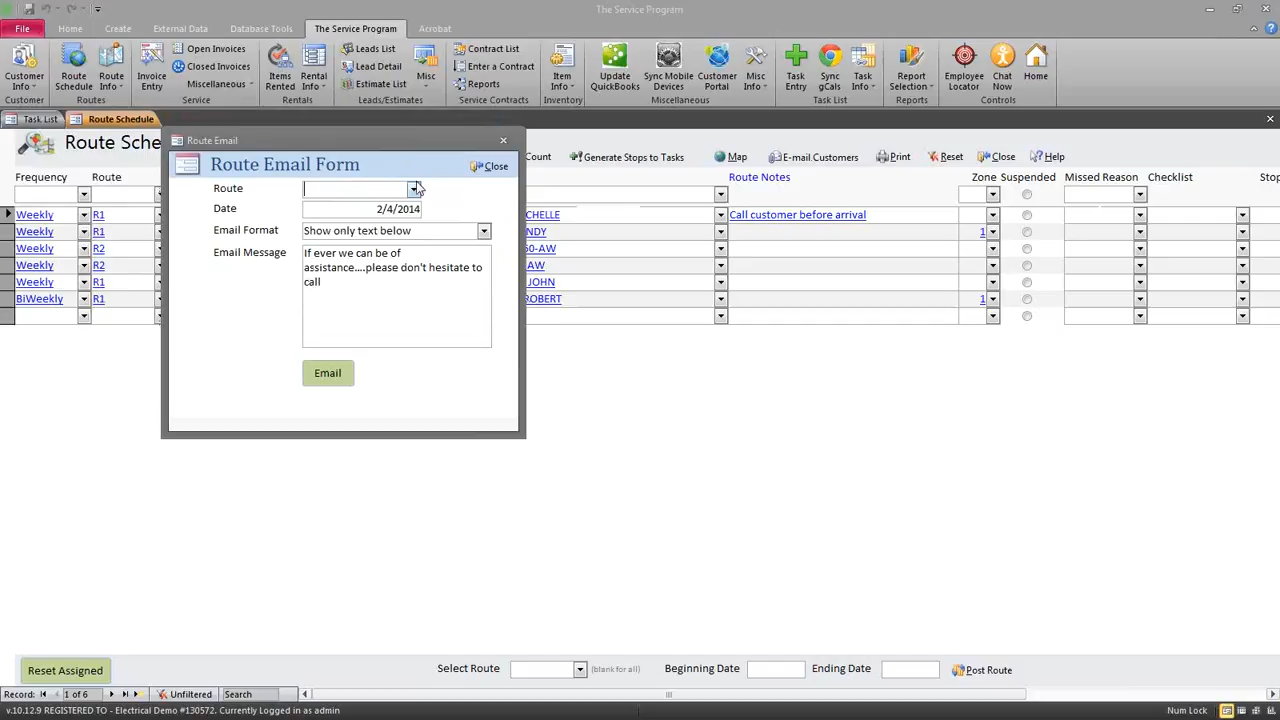 The Service Program
File Home Create External Data Database Tools The Service Program Acrobat
Customer Info
Route Schedule
Route Info
Invoice Entry
Open Invoices
Closed Invoices
Miscellaneous
Items Rented
Rental Info
Leads List
Lead Detail
Estimate List
Misc
Contract List
Enter a Contract
Reports
Item Info
Update QuickBooks
Sync Mobile Devices
Customer Portal
Misc Info
Task Entry
Sync gCals
Task Info
Report Selection
Employee Locator
Chat Now
Home
Customer Routes Service Rentals Leads/Estimates Service Contracts Inventory Miscellaneous Task List Reports Controls
Task List Route Schedule
Route Sche
Count Generate Stops to Tasks Map E-mail Customers Print Reset Close Help
Frequency Route Route Notes Zone Suspended Missed Reason Checklist Stop
Weekly R1 CHELLE Call customer before arrival
Weekly R1 NDY 1
Weekly R2 60-AW
Weekly R2 AW
Weekly R1 JOHN
BiWeekly R1 ROBERT 1
Route Email
Route Email Form Close
Route
Date 2/4/2014
Email Format Show only text below
Email Message If ever we can be of
assistance....please don't hesitate to
call
Email
Reset Assigned Select Route (blank for all) Beginning Date Ending Date Post Route
Record: 1 of 6 Unfiltered Search
v.10.12.9 REGISTERED TO - Electrical Demo #130572. Currently Logged in as admin Num Lock